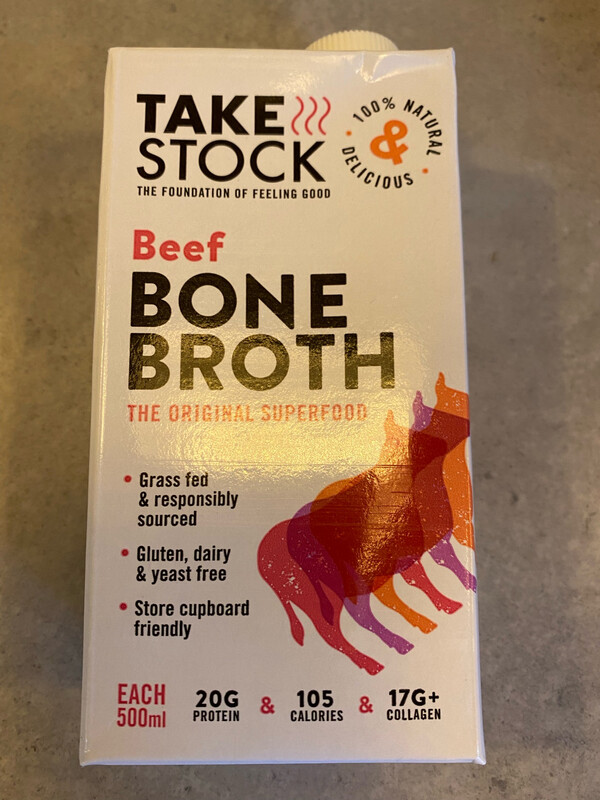 TAKE
STOCK
THE FOUNDATION OF FEELING GOOD
100% NATURAL
&
DELICIOUS
Beef
BONE
BROTH
THE ORIGINAL SUPERFOOD
• Grass fed
& responsibly
sourced
• Gluten, dairy
& yeast free
• Store cupboard
friendly
EACH
500ml
20G
PROTEIN
&
105
CALORIES
&
17G+
COLLAGEN